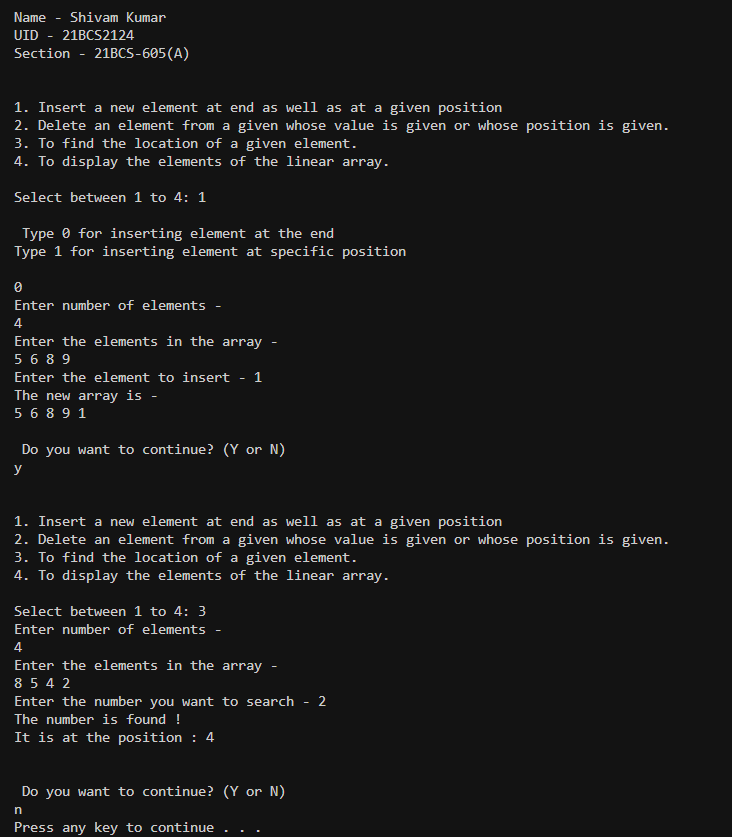 Name - Shivam Kumar
UID - 21BCS2124
Section - 21BCS-605(A)
1. Insert a new element at end as well as at a given position
2. Delete an element from a given whose value is given or whose position is given.
3. To find the location of a given element.
4. To display the elements of the linear array.
Select between 1 to 4: 1
Type 0 for inserting element at the end
Type 1 for inserting element at specific position
0
Enter number of elements -
4
Enter the elements in the array -
5 6 8 9
Enter the element to insert - 1
The new array is -
5 6 8 9 1
Do you want to continue? (Y or N)
y
1. Insert a new element at end as well as at a given position
2. Delete an element from a given whose value is given or whose position is given.
3. To find the location of a given element.
4. To display the elements of the linear array.
Select between 1 to 4: 3
Enter number of elements -
4
Enter the elements in the array -
8 5 4 2
Enter the number you want to search - 2
The number is found !
It is at the position : 4
Do you want to continue? (Y or N)
n
Press any key to continue . . .